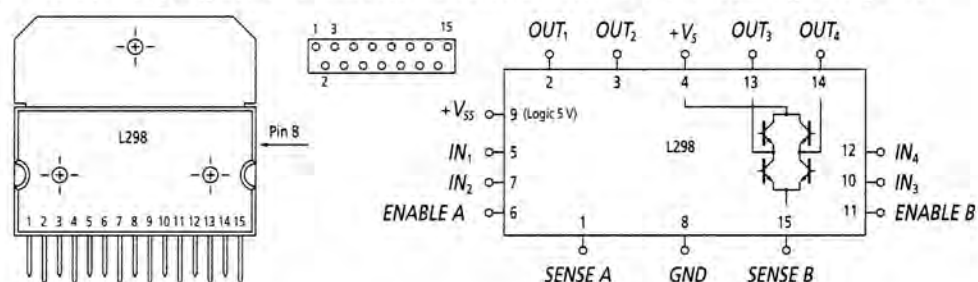 1 3 15
2
L298
Pin B
1 2 3 4 5 6 7 8 9 10 11 12 13 14 15
OUT₁ OUT₂ +Vₛ OUT₃ OUT₄
2 3 4 13 14
+Vₛₛ 9 (Logic 5 V)
IN₁ 5
IN₂ 7
ENABLE A 6
L298
12 IN₄
10 IN₃
11 ENABLE B
1 8 15
SENSE A GND SENSE B